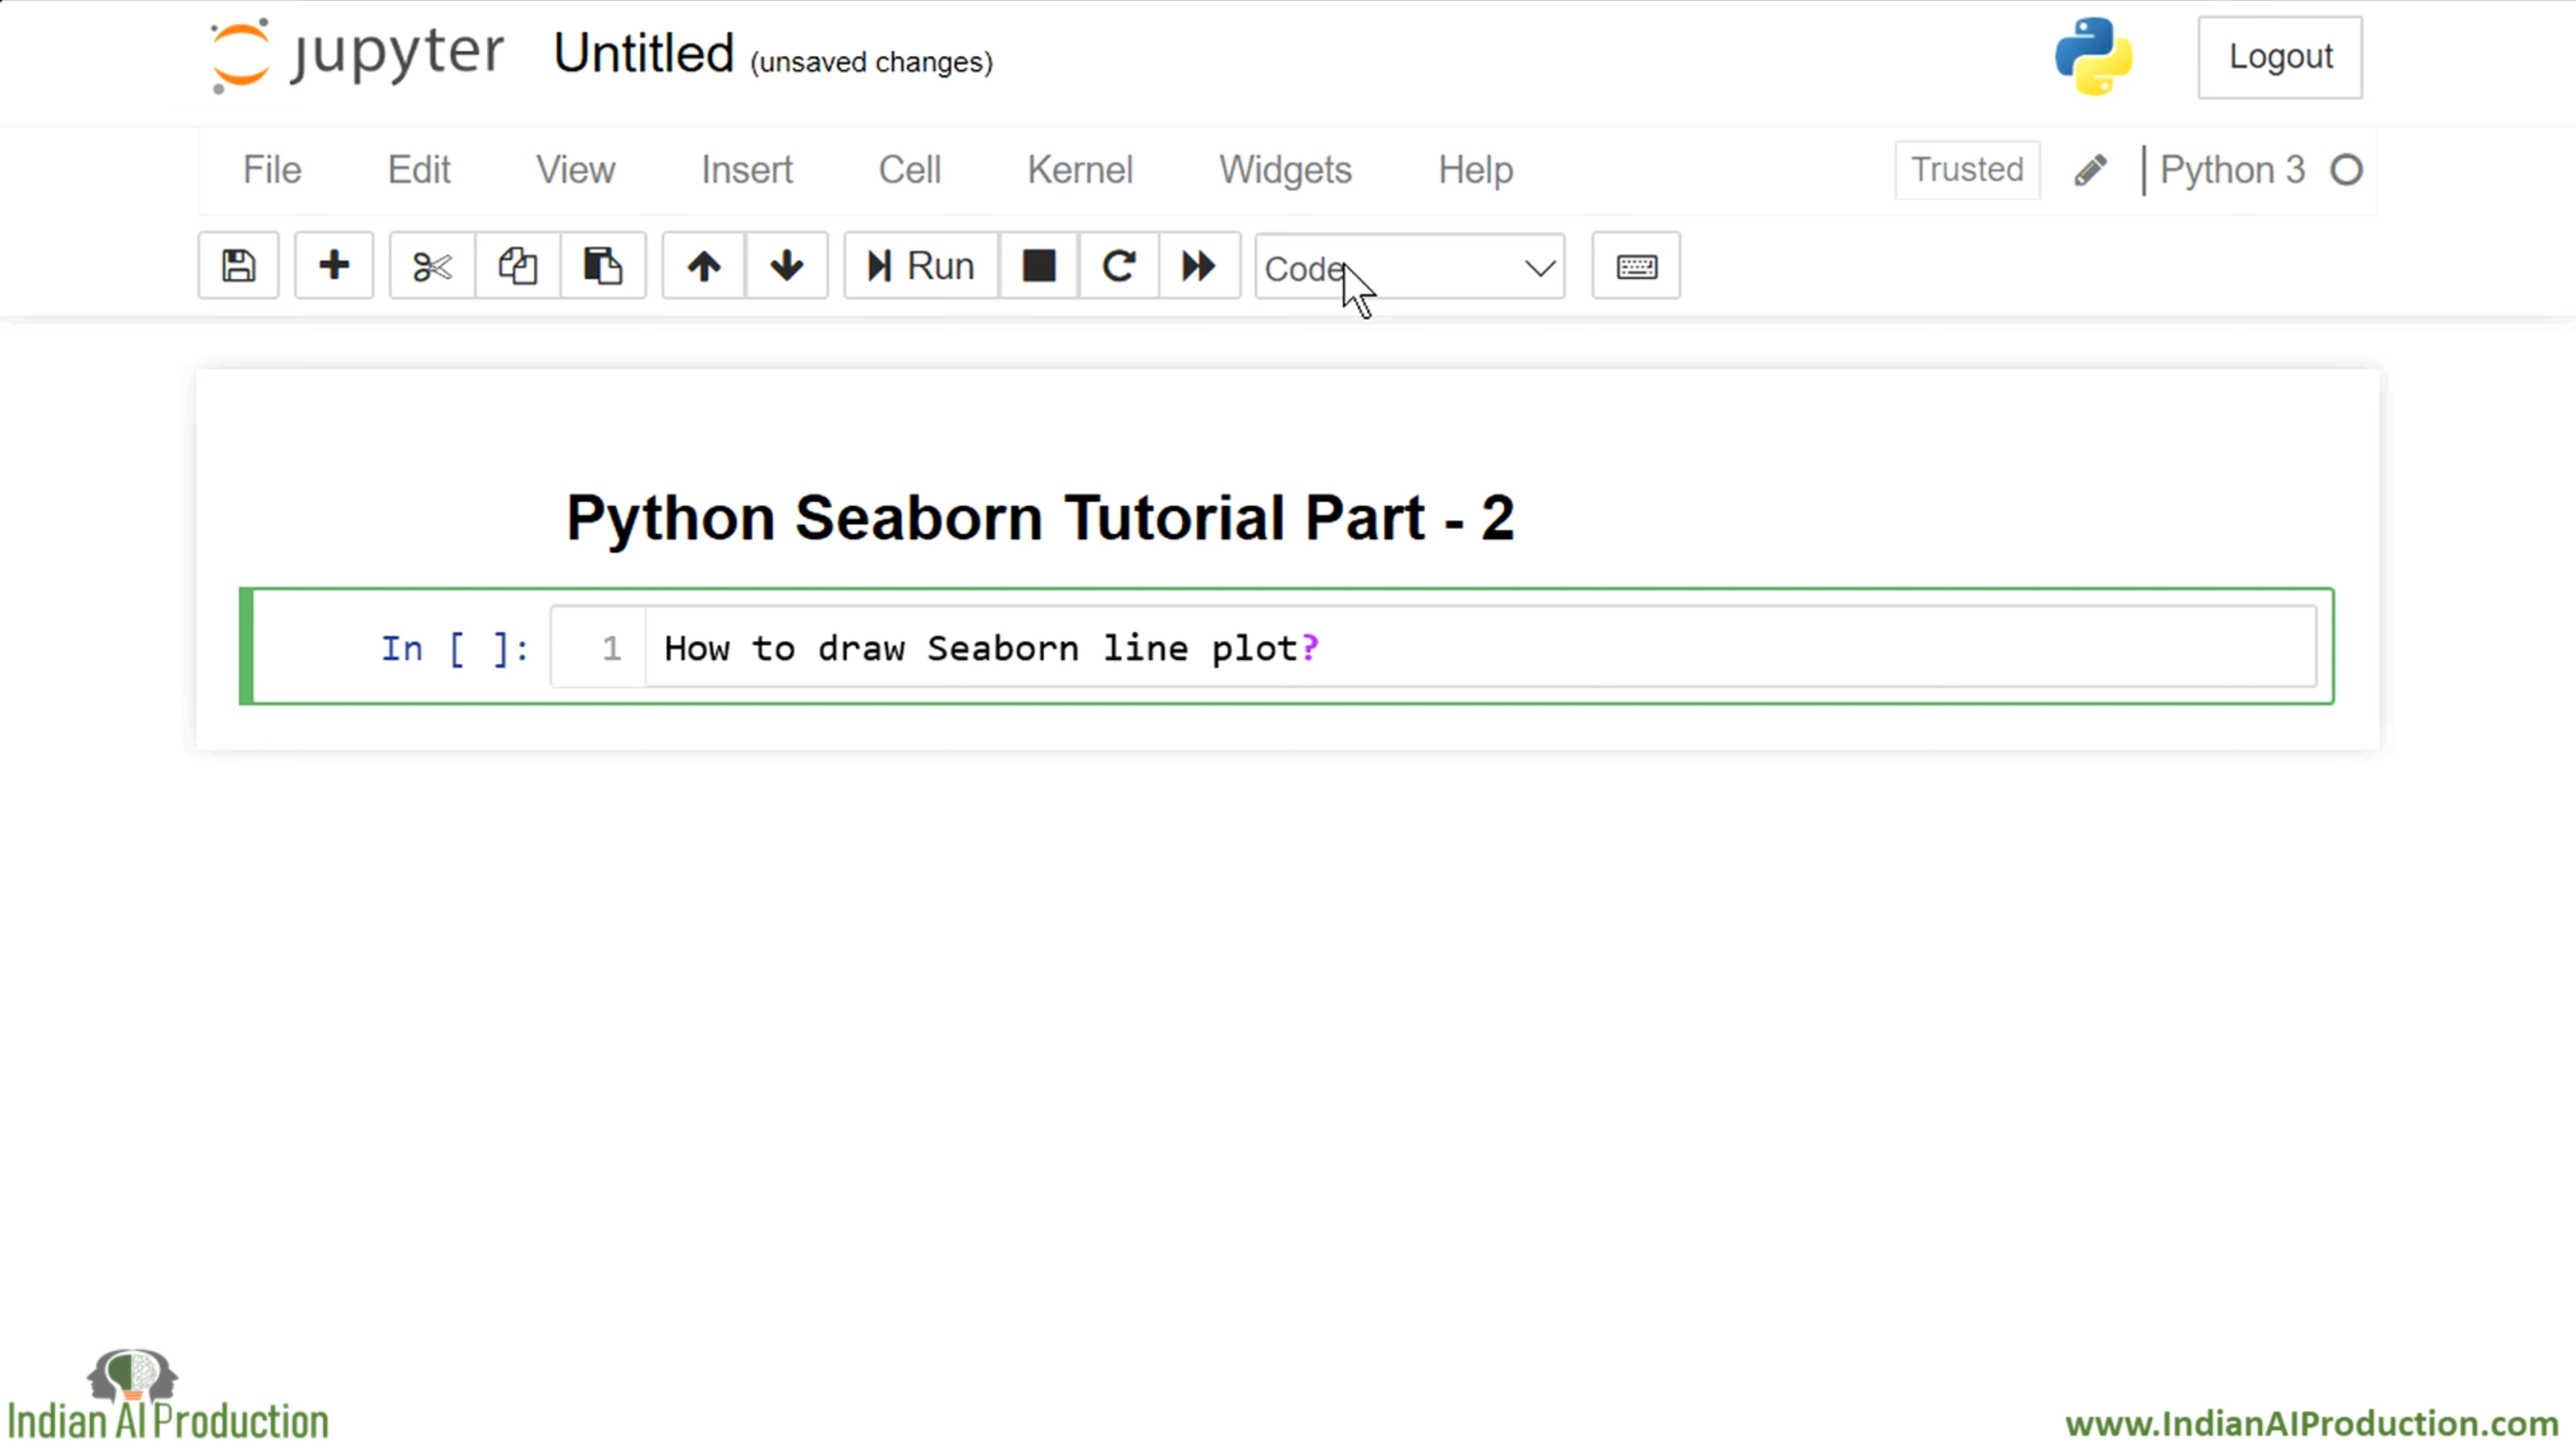 jupyter Untitled (unsaved changes) Logout
File Edit View Insert Cell Kernel Widgets Help Trusted Python 3
Run Code
Python Seaborn Tutorial Part - 2
In [ ]: 1 How to draw Seaborn line plot?
Indian AI Production www.IndianAIProduction.com